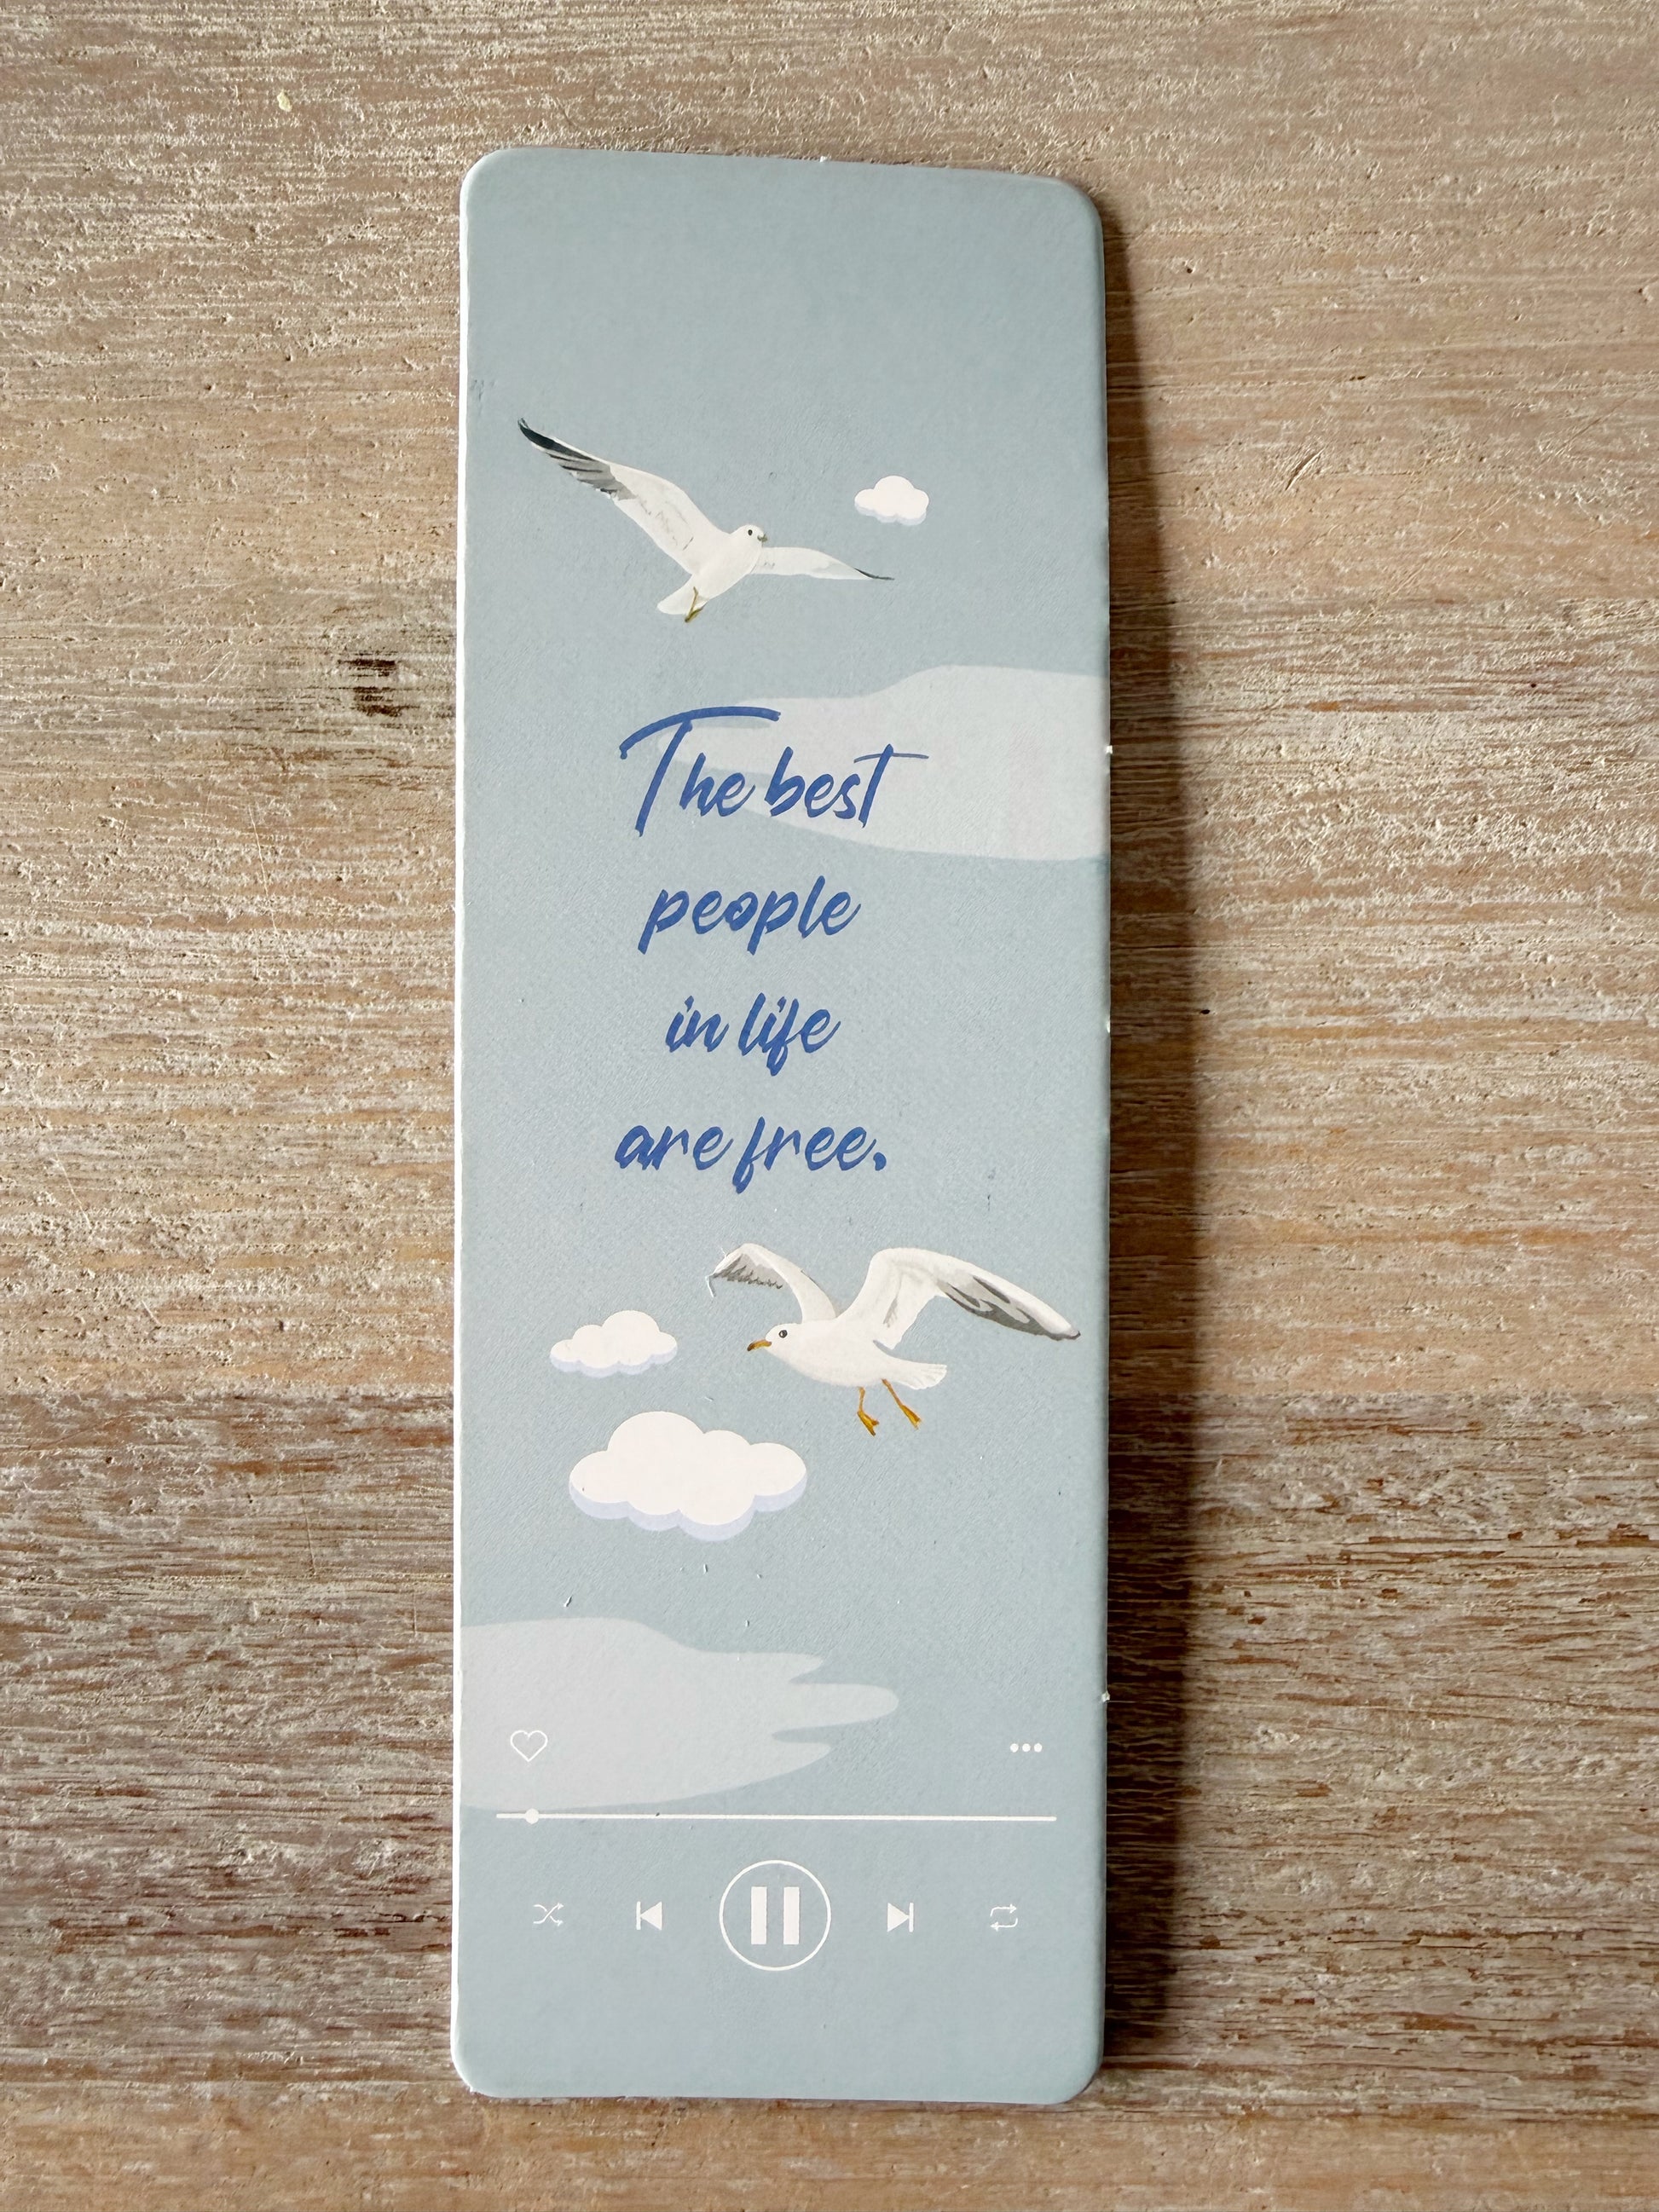 The best
people
in life
are free.